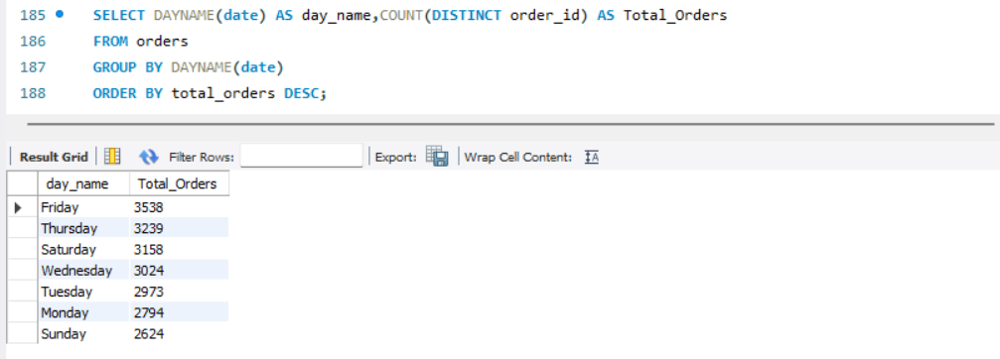 185 SELECT DAYNAME(date) AS day_name,COUNT(DISTINCT order_id) AS Total_Orders
186 FROM orders
187 GROUP BY DAYNAME(date)
188 ORDER BY total_orders DESC;
Result Grid Filter Rows: Export: Wrap Cell Content: IA
day_name Total_Orders
Friday 3538
Thursday 3239
Saturday 3158
Wednesday 3024
Tuesday 2973
Monday 2794
Sunday 2624